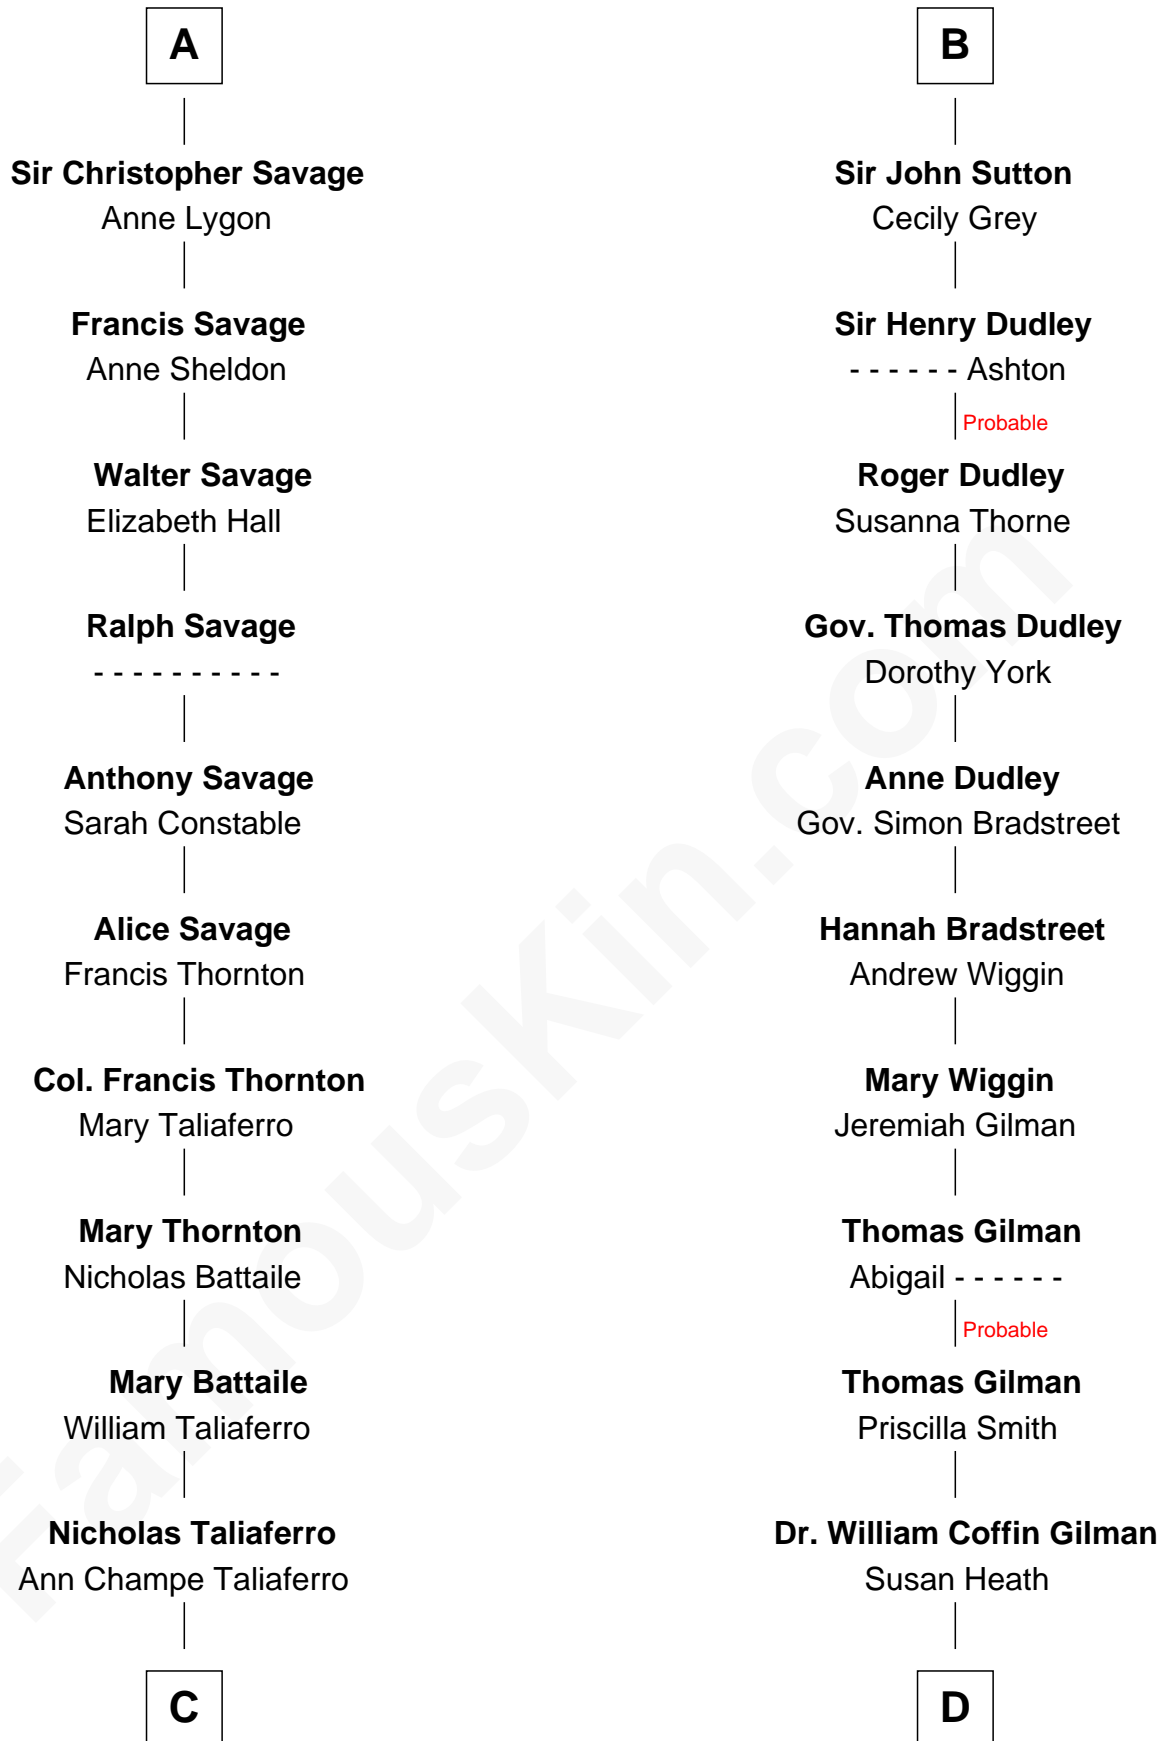 A
Sir Christopher Savage
Anne Lygon
Francis Savage
Anne Sheldon
Walter Savage
Elizabeth Hall
Ralph Savage
- - - - - - - - - -
Anthony Savage
Sarah Constable
Alice Savage
Francis Thornton
Col. Francis Thornton
Mary Taliaferro
Mary Thornton
Nicholas Battaile
Mary Battaile
William Taliaferro
Nicholas Taliaferro
Ann Champe Taliaferro
C
B
Sir John Sutton
Cecily Grey
Sir Henry Dudley
- - - - - - Ashton
Probable
Roger Dudley
Susanna Thorne
Gov. Thomas Dudley
Dorothy York
Anne Dudley
Gov. Simon Bradstreet
Hannah Bradstreet
Andrew Wiggin
Mary Wiggin
Jeremiah Gilman
Thomas Gilman
Abigail - - - - - -
Probable
Thomas Gilman
Priscilla Smith
Dr. William Coffin Gilman
Susan Heath
D
FamousKin.com